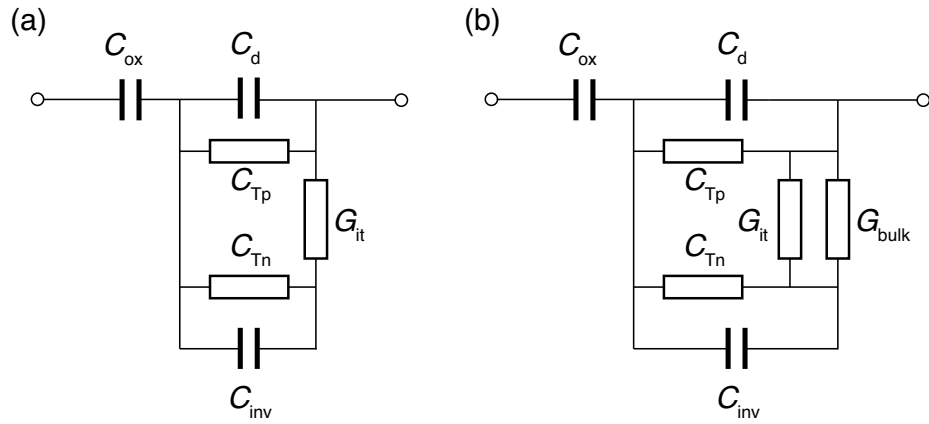 (a)
C_ox
C_d
C_Tp
G_it
C_Tn
C_inv
(b)
C_ox
C_d
C_Tp
G_it
G_bulk
C_Tn
C_inv